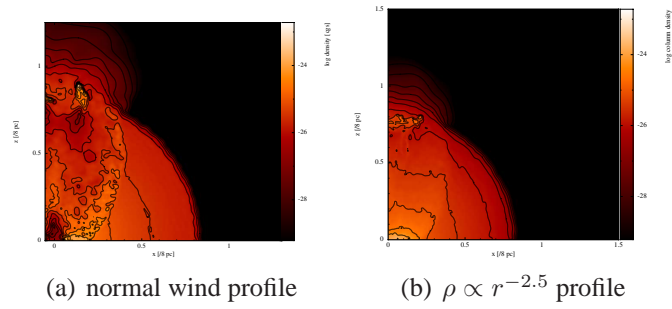 log density [cgs]
log column density
1
0.5
0
z [/8 pc]
0
0.5
1
x [/8 pc]
-24
-26
-28
1.5
1
0.5
0
z [/8 pc]
0
0.5
1
1.5
x [/8 pc]
-24
-26
-28
(a) normal wind profile
(b) ρ ∝ r^{−2.5} profile